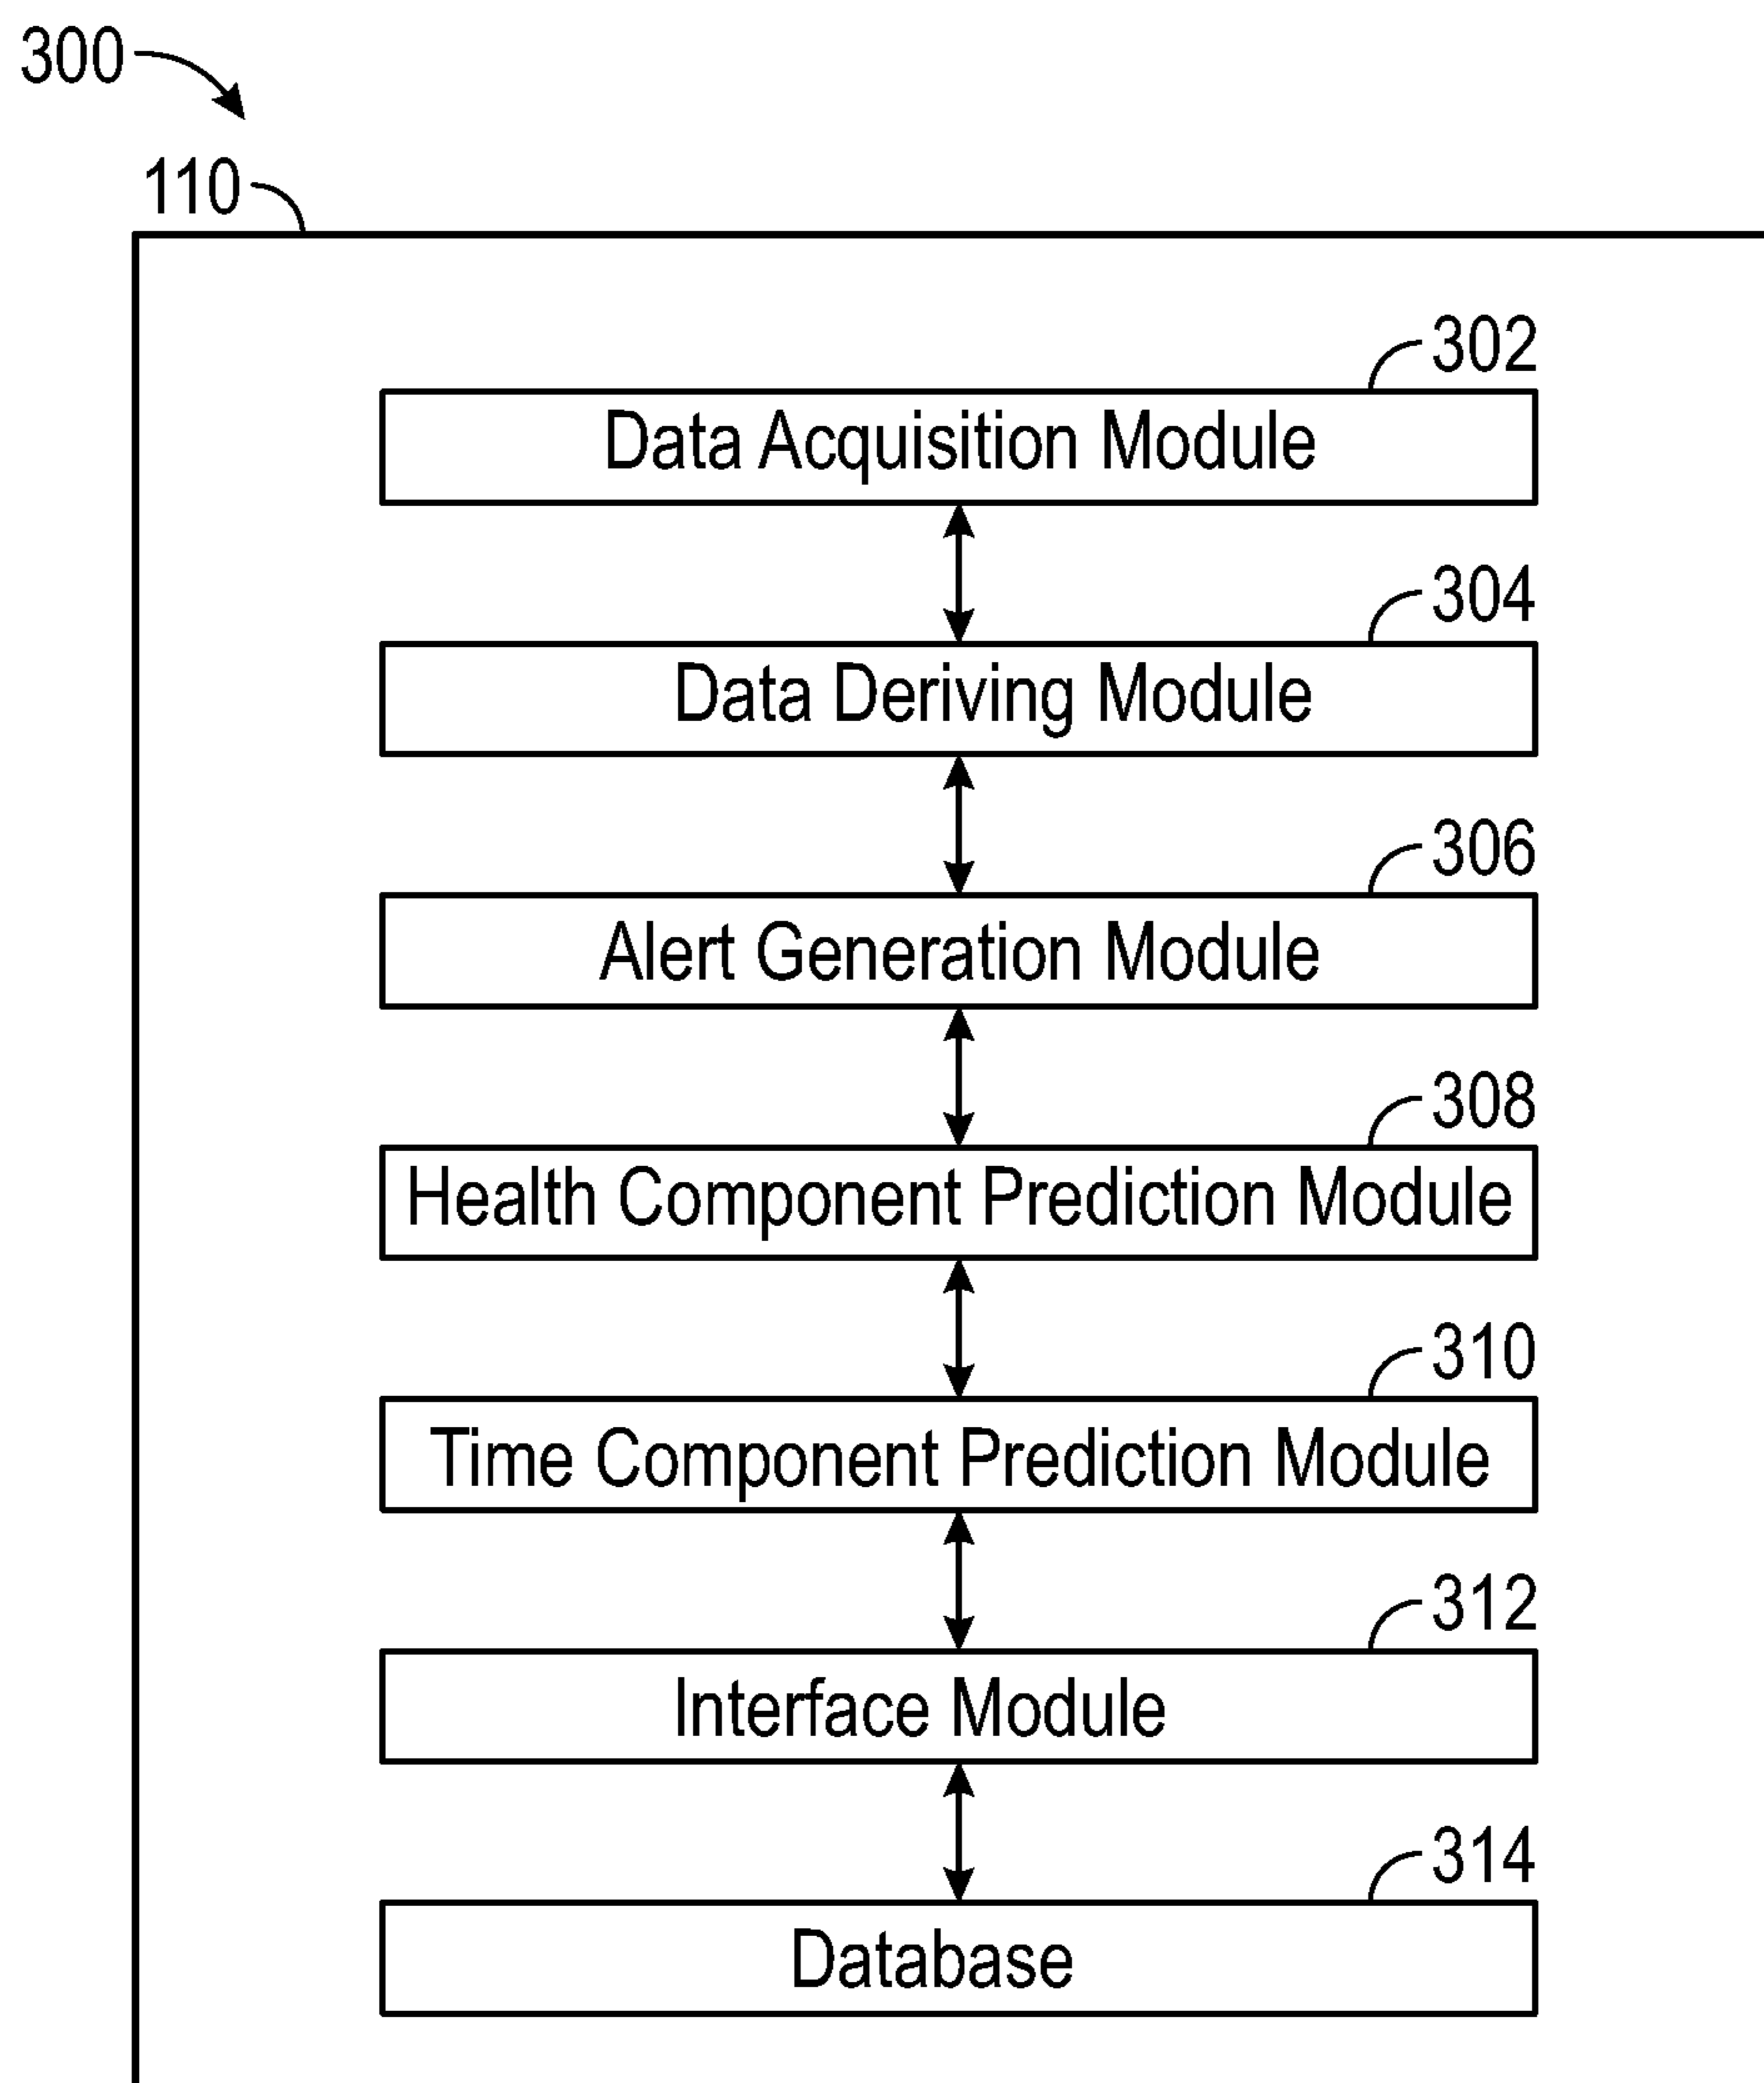 300
110
302
Data Acquisition Module
304
Data Deriving Module
306
Alert Generation Module
308
Health Component Prediction Module
310
Time Component Prediction Module
312
Interface Module
314
Database